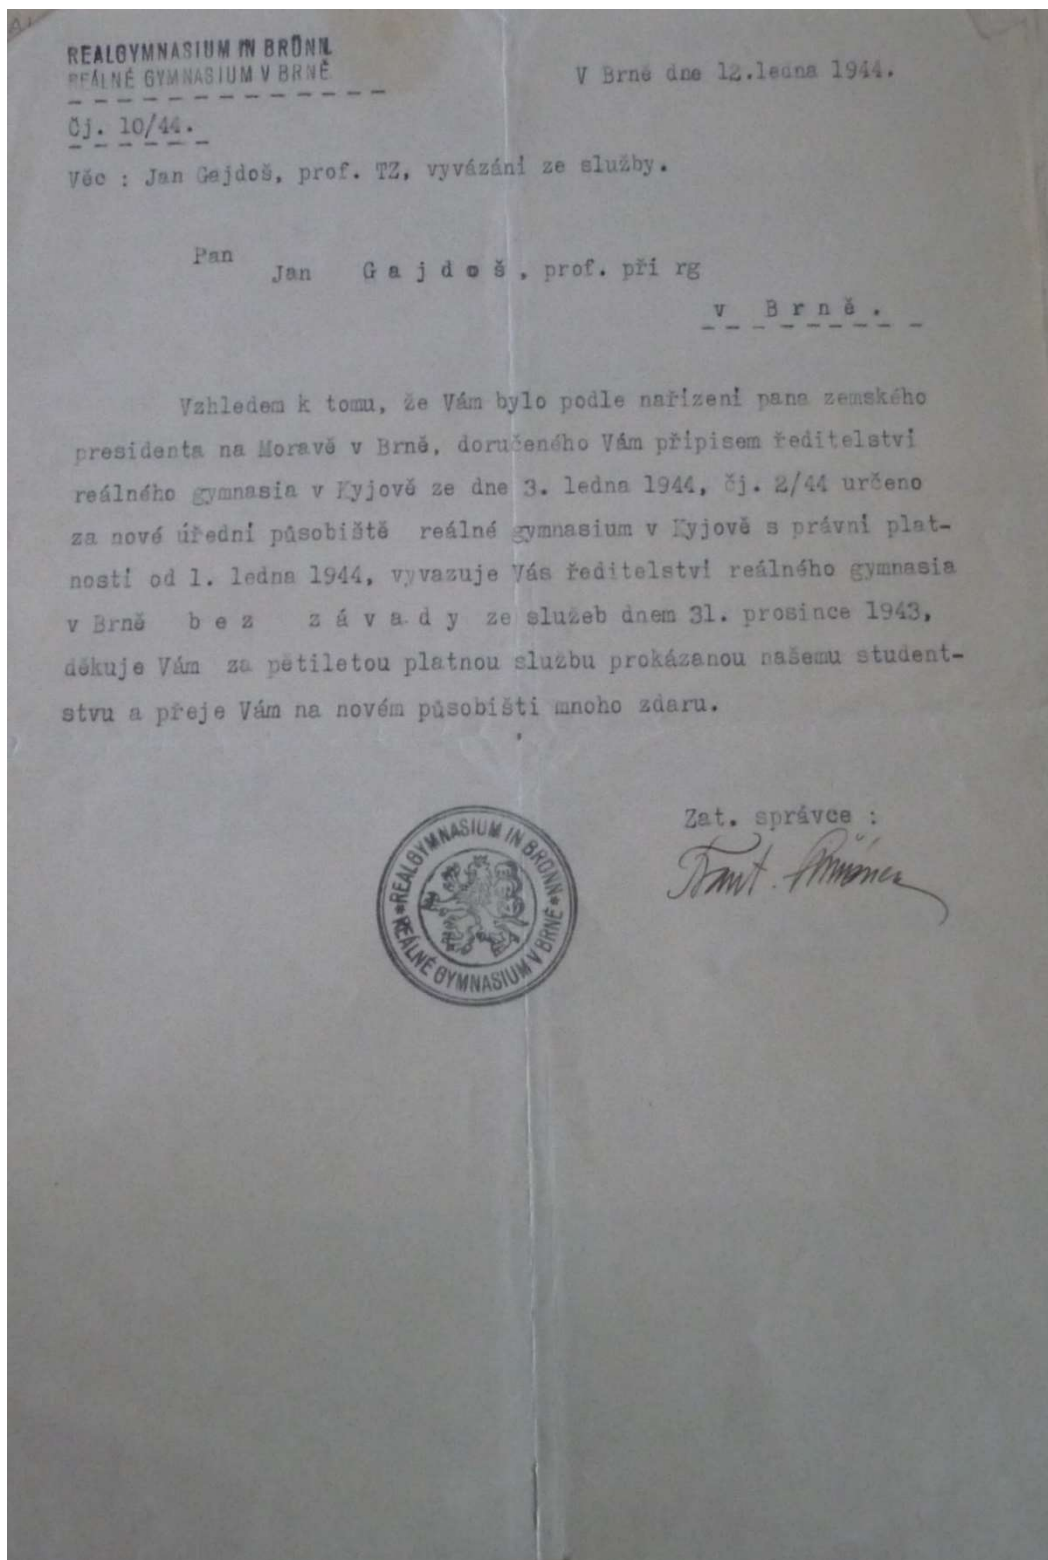 REALGYMNASIUM IN BRÜNN.
REÁLNÉ GYMNASIUM V BRNĚ.
V Brně dne 12.ledna 1944.
Čj. 10/44.
Věc : Jan Gajdoš, prof. TZ, vyvázání ze služby.
Pan
Jan G a j d o š , prof. při rg
v B r n ě .
Vzhledem k tomu, že Vám bylo podle nařízení pana zemského
presidenta na Moravě v Brně, doručeného Vám přípisem ředitelství
reálného gymnasia v Kyjově ze dne 3. ledna 1944, čj. 2/44 určeno
za nové úřední působiště reálné gymnasium v Kyjově s právní plat-
ností od 1. ledna 1944, vyvazuje Vás ředitelství reálného gymnasia
v Brně b e z z á v a d y ze služeb dnem 31. prosince 1943,
děkuje Vám za pětiletou platnou službu prokázanou našemu student-
stvu a přeje Vám na novém působišti mnoho zdaru.
Zat. správce :
Frant.
REALGYMNASIUM IN BRÜNN
REÁLNÉ GYMNASIUM V BRNĚ